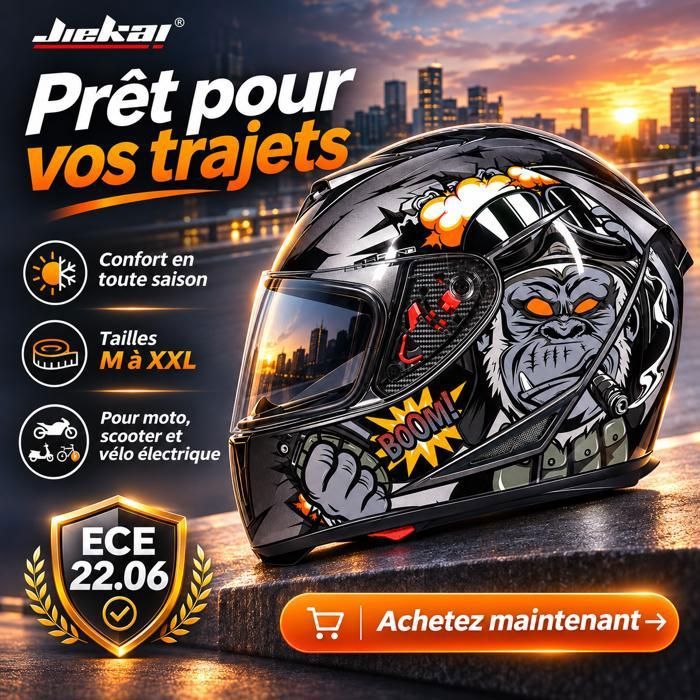 Jiekai®
Prêt pour
vos trajets
Confort en
toute saison
Tailles
M à XXL
Pour moto,
scooter et
vélo électrique
BOOM!
ECE
22.06
Achetez maintenant →